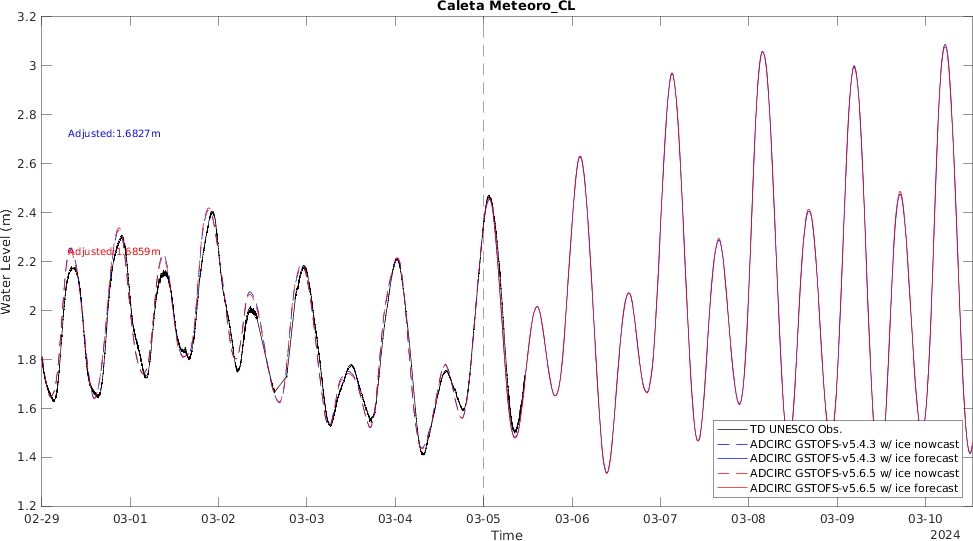 Caleta Meteoro_CL
Water Level (m)
3.2
3
2.8
2.6
2.4
2.2
2
1.8
1.6
1.4
1.2
Adjusted:1.6827m
Adjusted:1.6859m
TD UNESCO Obs.
ADCIRC GSTOFS-v5.4.3 w/ ice nowcast
ADCIRC GSTOFS-v5.4.3 w/ ice forecast
ADCIRC GSTOFS-v5.6.5 w/ ice nowcast
ADCIRC GSTOFS-v5.6.5 w/ ice forecast
02-29 03-01 03-02 03-03 03-04 03-05 03-06 03-07 03-08 03-09 03-10
Time
2024